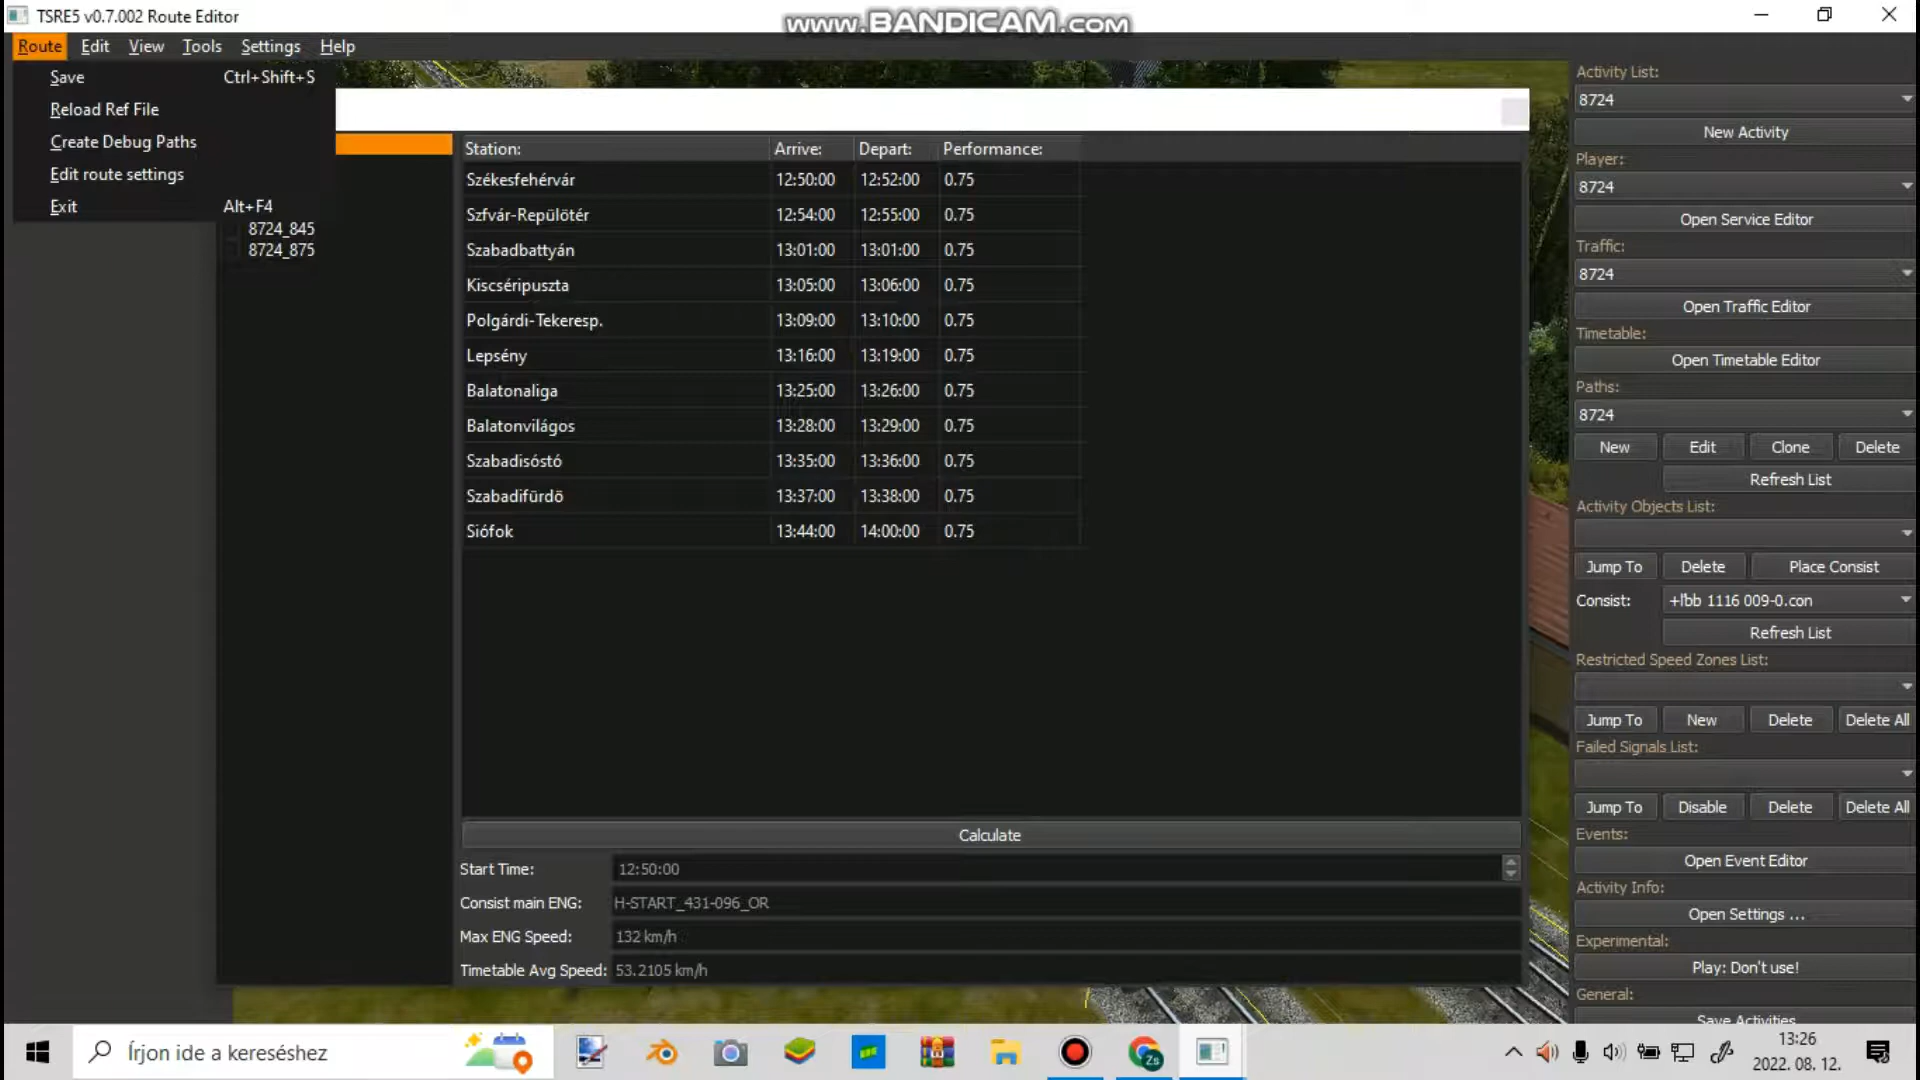 TSRE5 v0.7.002 Route Editor
www.BANDICAM.com
Route Edit View Tools Settings Help
Save Ctrl+Shift+S
Reload Ref File
Create Debug Paths
Edit route settings
Exit Alt+F4
8724_845
8724_875
Station: Arrive: Depart: Performance:
Székesfehérvár 12:50:00 12:52:00 0.75
Szfvár-Repülötér 12:54:00 12:55:00 0.75
Szabadbattyán 13:01:00 13:01:00 0.75
Kiscséripuszta 13:05:00 13:06:00 0.75
Polgárdi-Tekeresp. 13:09:00 13:10:00 0.75
Lepsény 13:16:00 13:19:00 0.75
Balatonaliga 13:25:00 13:26:00 0.75
Balatonvilágos 13:28:00 13:29:00 0.75
Szabadisóstó 13:35:00 13:36:00 0.75
Szabadifürdö 13:37:00 13:38:00 0.75
Siófok 13:44:00 14:00:00 0.75
Calculate
Start Time: 12:50:00
Consist main ENG: H-START_431-096_OR
Max ENG Speed: 132 km/h
Timetable Avg Speed: 53.2105 km/h
Activity List:
8724
New Activity
Player:
8724
Open Service Editor
Traffic:
8724
Open Traffic Editor
Timetable:
Open Timetable Editor
Paths:
8724
New Edit Clone Delete
Refresh List
Activity Objects List:
Jump To Delete Place Consist
Consist: +ľbb 1116 009-0.con
Refresh List
Restricted Speed Zones List:
Jump To New Delete Delete All
Failed Signals List:
Jump To Disable Delete Delete All
Events:
Open Event Editor
Activity Info:
Open Settings ...
Experimental:
Play: Don't use!
General:
Save Activities
Írjon ide a kereséshez
Zs
13:26
2022. 08. 12.